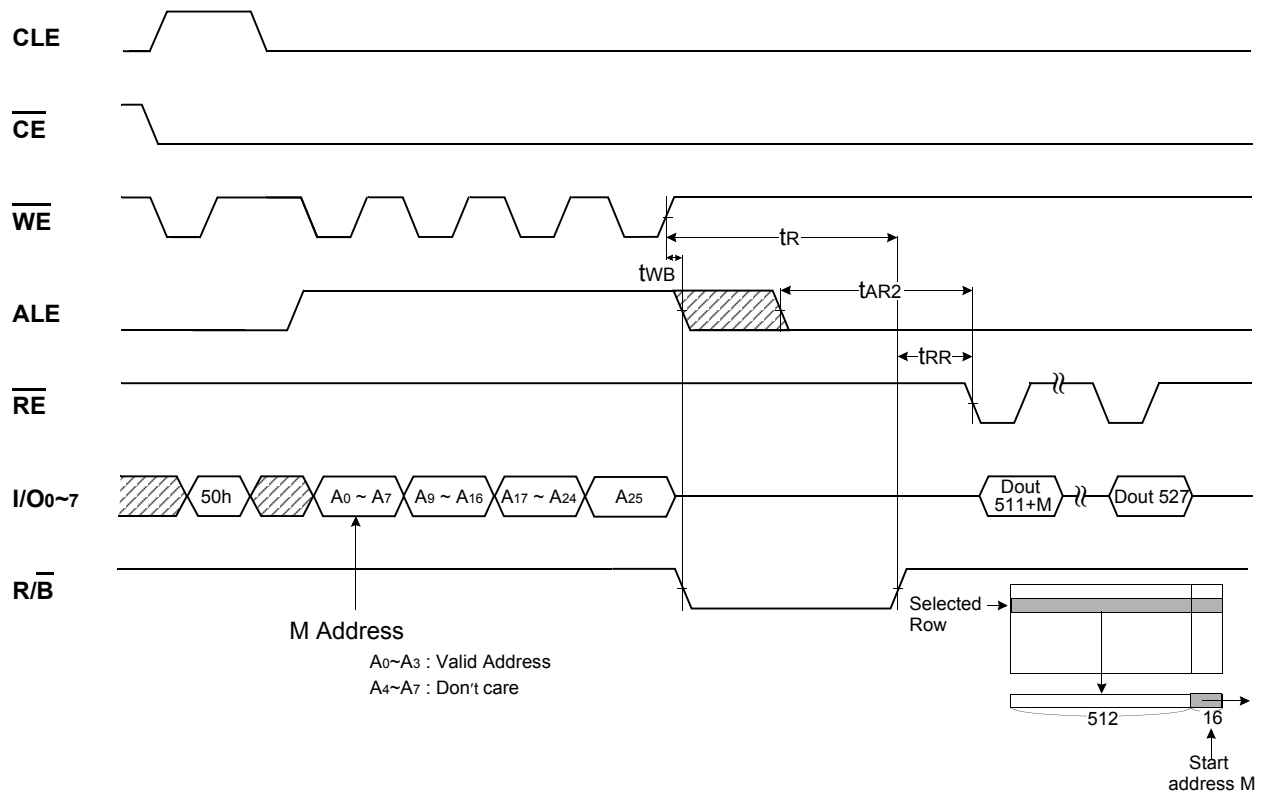 CLE
CE
WE
tR
tWB
ALE
tAR2
tRR
RE
I/O0~7
50h
A0 ~ A7
A9 ~ A16
A17 ~ A24
A25
Dout
511+M
Dout 527
R/B
M Address
A0~A3 : Valid Address
A4~A7 : Don't care
Selected
Row
512
16
Start
address M